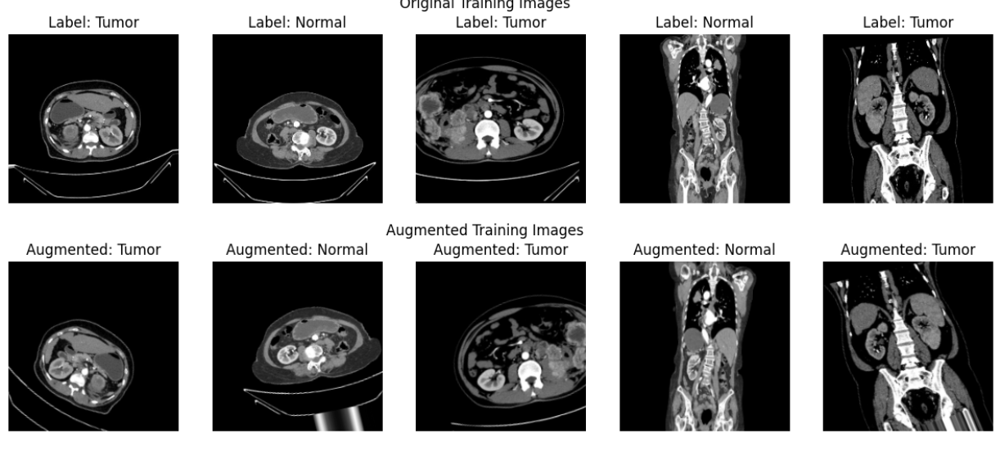 Original Training Images
Label: Tumor
Label: Normal
Label: Tumor
Label: Normal
Label: Tumor
Augmented Training Images
Augmented: Tumor
Augmented: Normal
Augmented: Tumor
Augmented: Normal
Augmented: Tumor